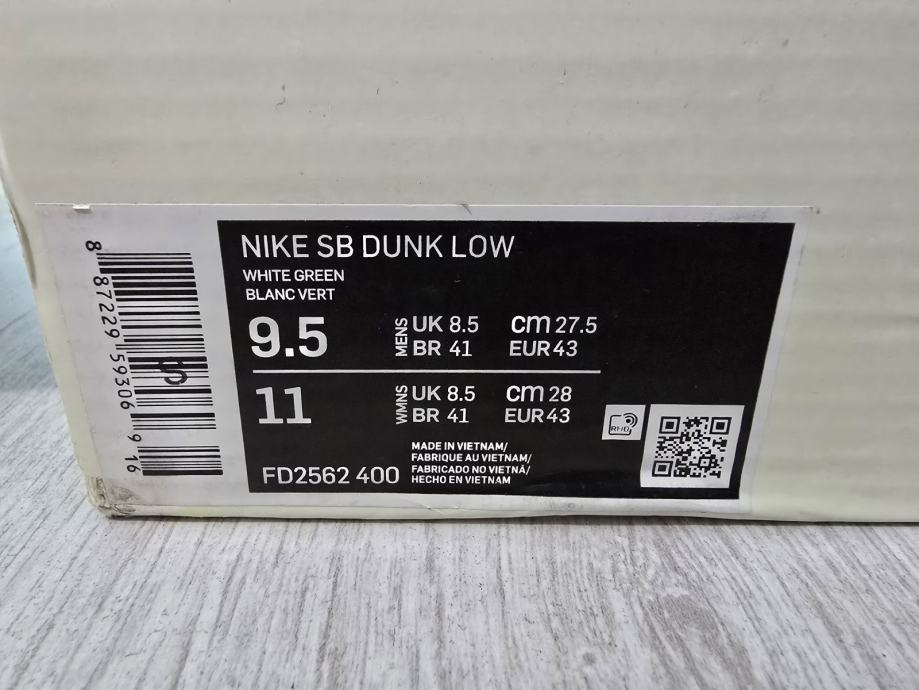 NIKE SB DUNK LOW
WHITE GREEN
BLANC VERT
9.5 MENS UK 8.5 cm 27.5
BR 41 EUR 43
11 WMNS UK 8.5 cm 28
BR 41 EUR 43
MADE IN VIETNAM/
FABRIQUE AU VIETNAM/
FABRICADO NO VIETNÁ/
HECHO EN VIETNAM
FD2562 400
8 87229 59306 9 16
S